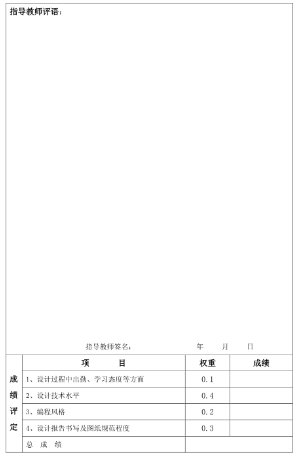 指导教师评语：
指导教师签名： 年 月 日
项 目 权重 成绩
成绩评定
1、设计过程中出勤、学习态度等方面 0.1
2、设计技术水平 0.4
3、编程风格 0.2
4、设计报告书写及图纸规范程度 0.3
总 成 绩